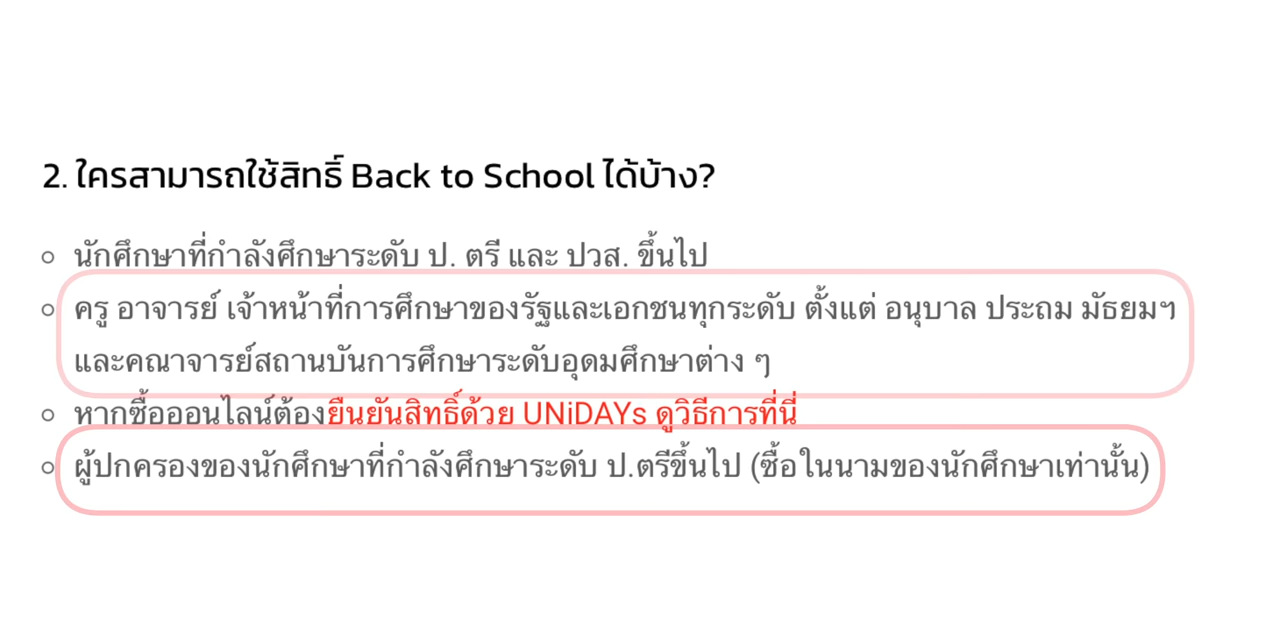 2. ใครสามารถใช้สิทธิ์ Back to School ได้บ้าง?
นักศึกษาที่กำลังศึกษาระดับ ป. ตรี และ ปวส. ขึ้นไป
ครู อาจารย์ เจ้าหน้าที่การศึกษาของรัฐและเอกชนทุกระดับ ตั้งแต่ อนุบาล ประถม มัธยมฯ
และคณาจารย์สถานบันการศึกษาระดับอุดมศึกษาต่าง ๆ
หากซื้อออนไลน์ต้องยืนยันสิทธิ์ด้วย UNiDAYs ดูวิธีการที่นี่
ผู้ปกครองของนักศึกษาที่กำลังศึกษาระดับ ป.ตรีขึ้นไป (ซื้อในนามของนักศึกษาเท่านั้น)